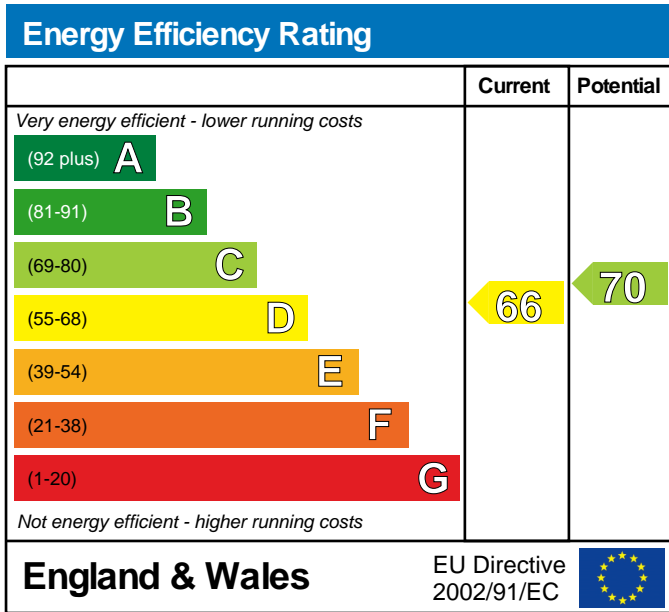 Energy Efficiency Rating
Current Potential
Very energy efficient - lower running costs
(92 plus) A
(81-91) B
(69-80) C
(55-68) D
(39-54) E
(21-38) F
(1-20) G
66
70
Not energy efficient - higher running costs
England & Wales
EU Directive
2002/91/EC